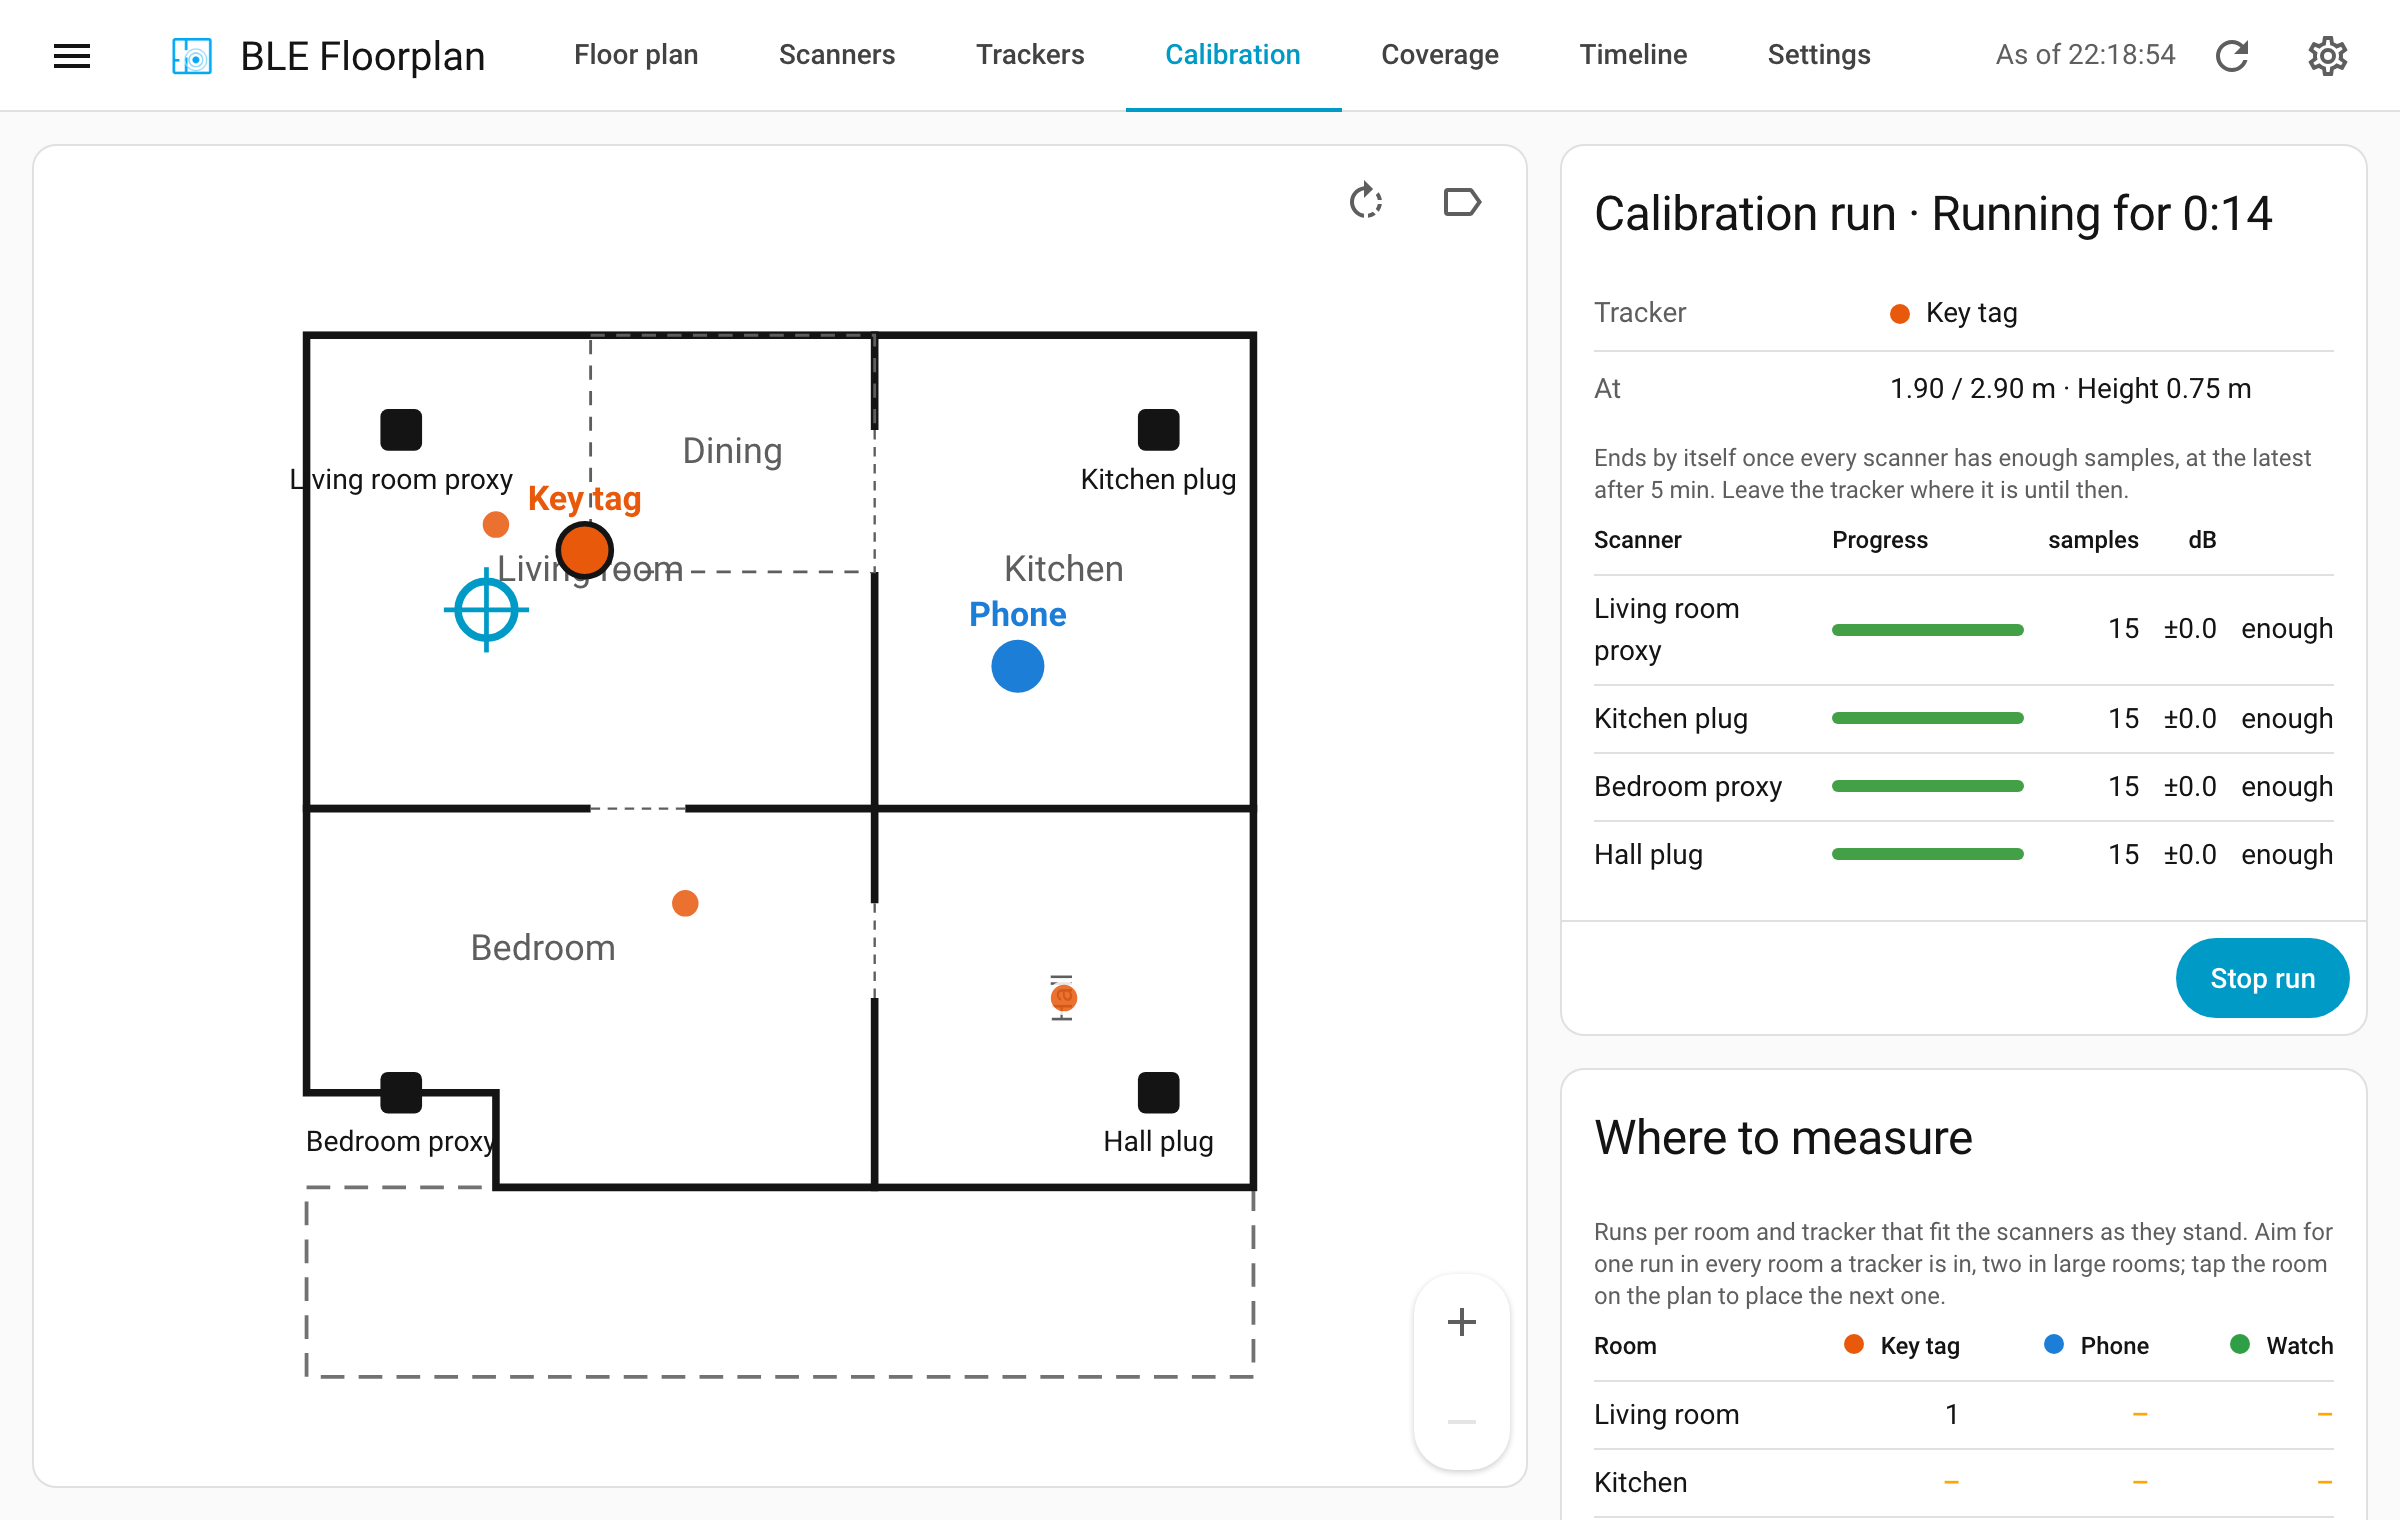 BLE Floorplan
Floor plan
Scanners
Trackers
Calibration
Coverage
Timeline
Settings
As of 22:18:54
Dining
Living room proxy
Kitchen plug
Key tag
Living room
Kitchen
Phone
Bedroom
Hall
Bedroom proxy
Hall plug
Calibration run · Running for 0:14
Tracker Key tag
At 1.90 / 2.90 m · Height 0.75 m
Ends by itself once every scanner has enough samples, at the latest
after 5 min. Leave the tracker where it is until then.
Scanner Progress samples dB
Living room
proxy 15 ±0.0 enough
Kitchen plug 15 ±0.0 enough
Bedroom proxy 15 ±0.0 enough
Hall plug 15 ±0.0 enough
Stop run
Where to measure
Runs per room and tracker that fit the scanners as they stand. Aim for
one run in every room a tracker is in, two in large rooms; tap the room
on the plan to place the next one.
Room Key tag Phone Watch
Living room 1 – –
Kitchen – – –